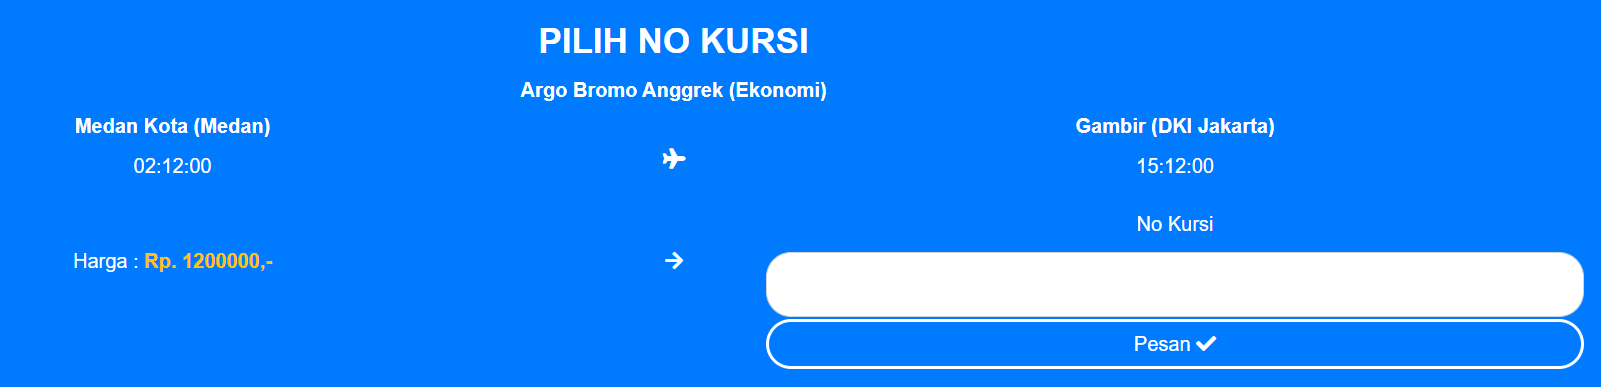 PILIH NO KURSI
Argo Bromo Anggrek (Ekonomi)
Medan Kota (Medan)
02:12:00
Gambir (DKI Jakarta)
15:12:00
Harga : Rp. 1200000,-
No Kursi
Pesan